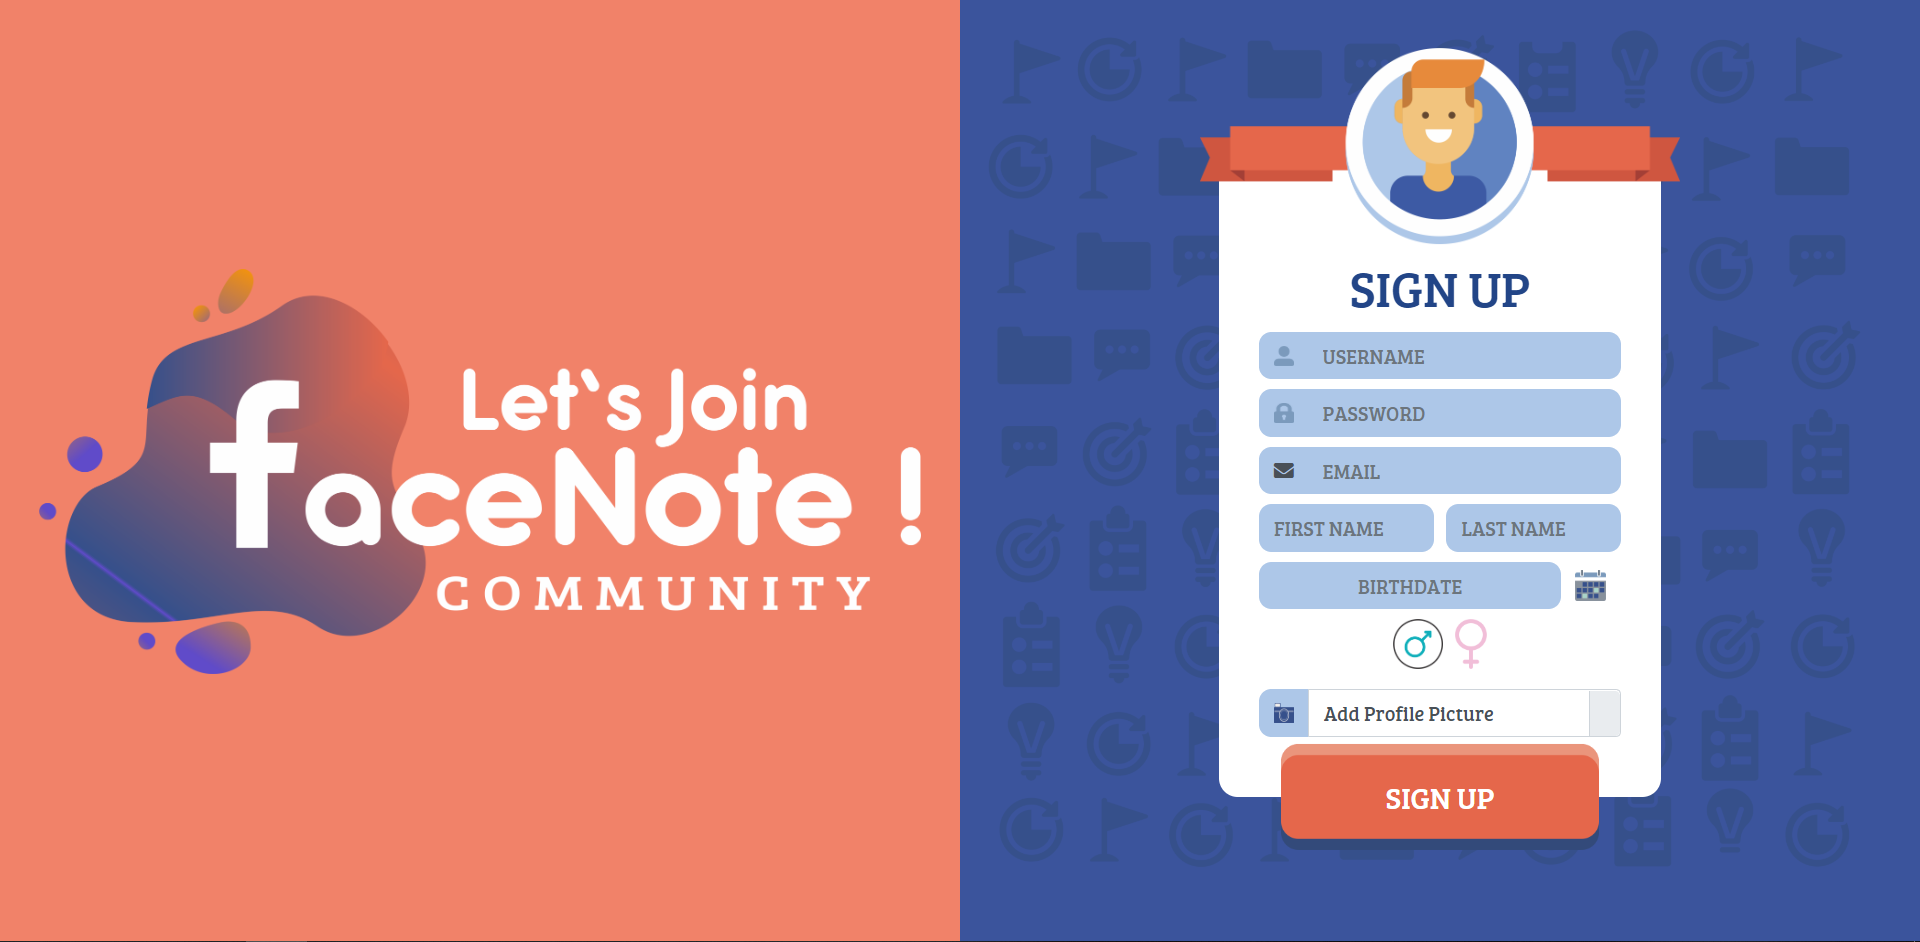 Let`s Join
faceNote !
COMMUNITY
SIGN UP
USERNAME
PASSWORD
EMAIL
FIRST NAME LAST NAME
BIRTHDATE
Add Profile Picture
SIGN UP